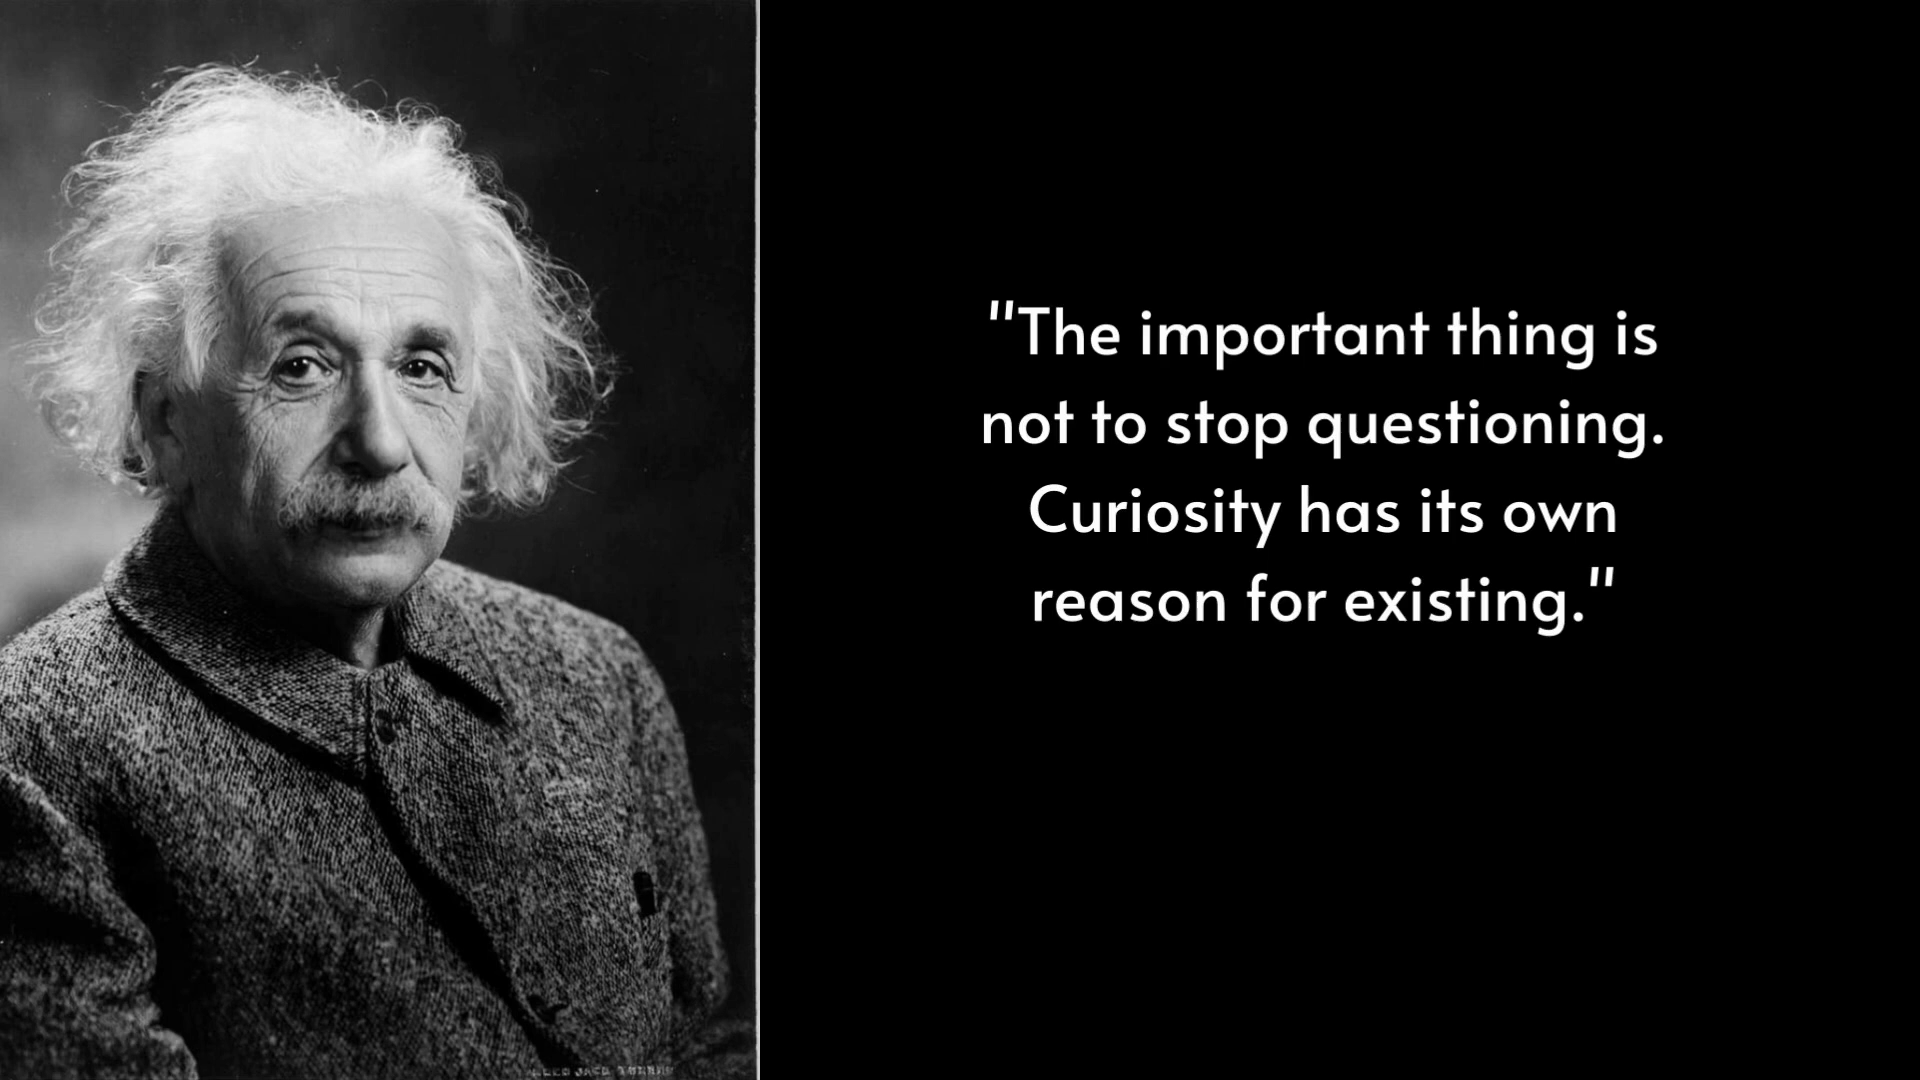 "The important thing is
not to stop questioning.
Curiosity has its own
reason for existing."